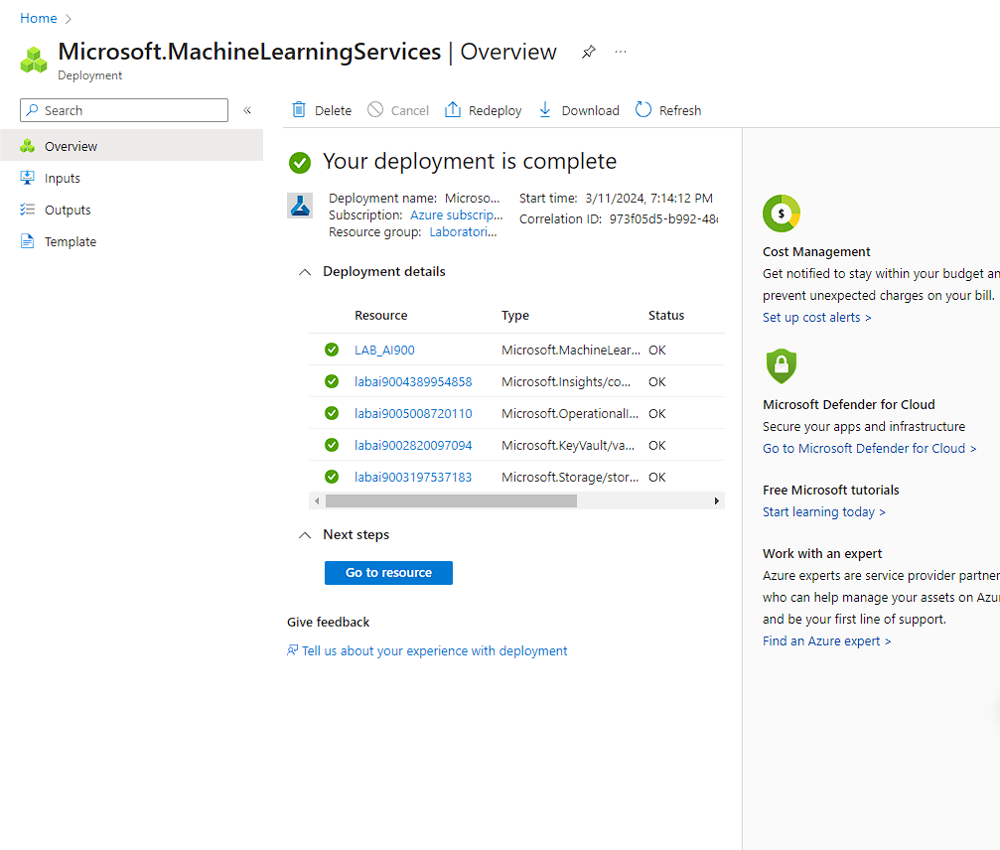 Home >
Microsoft.MachineLearningServices | Overview ...
Deployment
Search «
Overview
Inputs
Outputs
Template
Delete Cancel Redeploy Download Refresh
Your deployment is complete
Deployment name: Microso...
Subscription: Azure subscrip...
Resource group: Laboratori...
Start time: 3/11/2024, 7:14:12 PM
Correlation ID: 973f05d5-b992-48c
Deployment details
Resource Type Status
LAB_AI900 Microsoft.MachineLear... OK
labai9004389954858 Microsoft.Insights/co... OK
labai9005008720110 Microsoft.OperationalI... OK
labai9002820097094 Microsoft.KeyVault/va... OK
labai9003197537183 Microsoft.Storage/stor... OK
Next steps
Go to resource
Give feedback
Tell us about your experience with deployment
$
Cost Management
Get notified to stay within your budget an
prevent unexpected charges on your bill.
Set up cost alerts >
Microsoft Defender for Cloud
Secure your apps and infrastructure
Go to Microsoft Defender for Cloud >
Free Microsoft tutorials
Start learning today >
Work with an expert
Azure experts are service provider partner
who can help manage your assets on Azu
and be your first line of support.
Find an Azure expert >